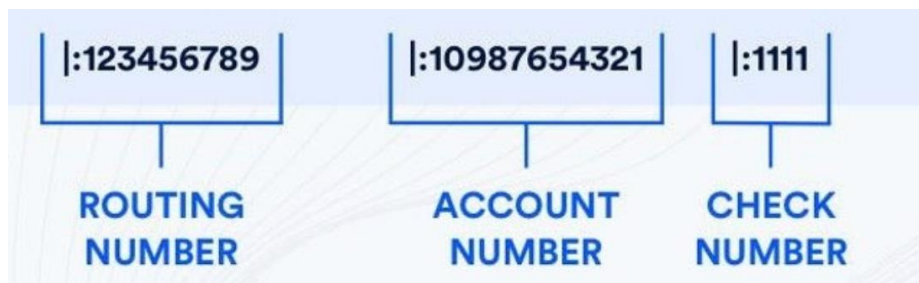 |:123456789 |:10987654321 |:1111
ROUTING NUMBER
ACCOUNT NUMBER
CHECK NUMBER